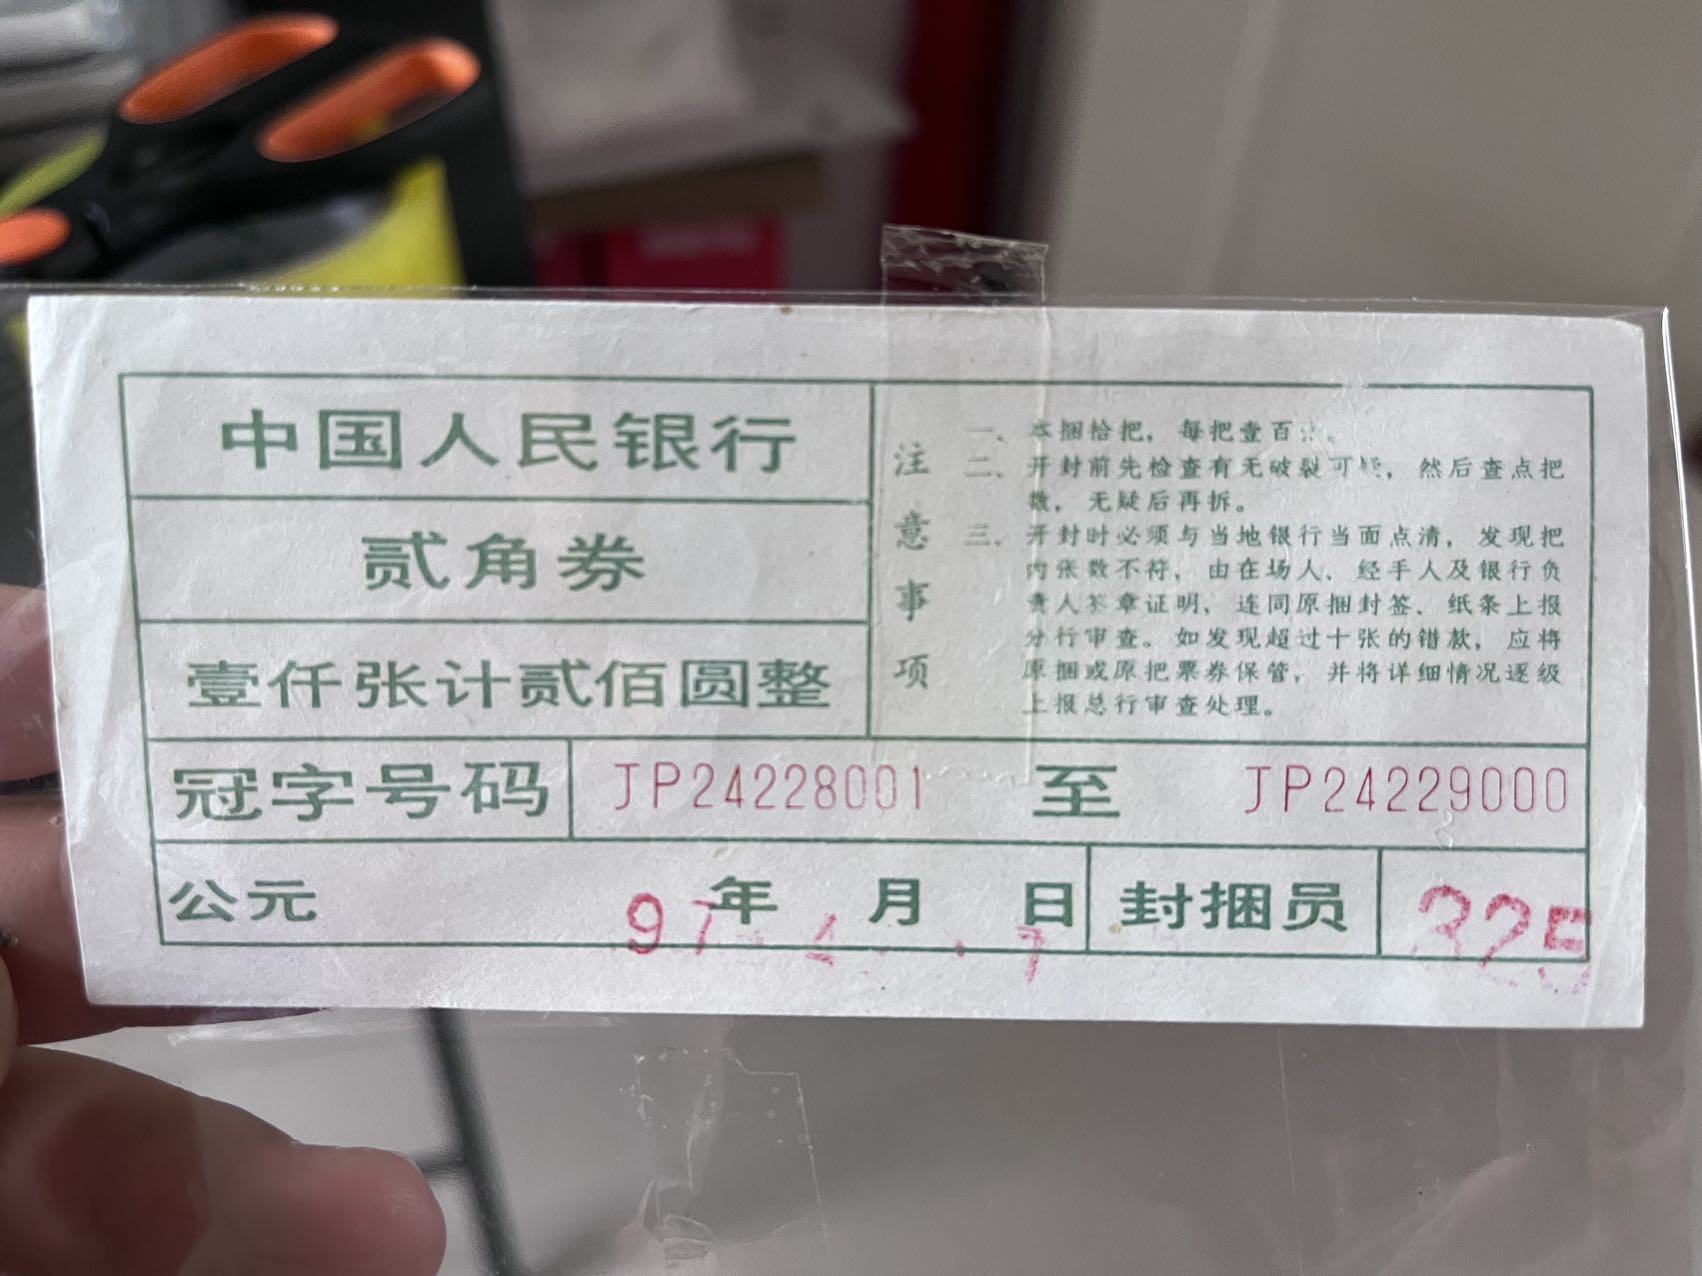 中国人民银行
贰角券
壹仟张计贰佰圆整
注意事项
一、本捆拾把，每把壹百
二、开封前先检查有无破裂可疑，然后查点把
数，无疑后再拆。
三、开封时必须与当地银行当面点清，发现把
内张数不符，由在场人、经手人及银行负
责人签章证明，连同原捆封签、纸条上报
分行审查。如发现超过十张的错款，应将
原捆或原把票券保管，并将详细情况逐级
上报总行审查处理。
冠字号码 JP24228001 至 JP24229000
公元 97 年 月 7 日 封捆员 325